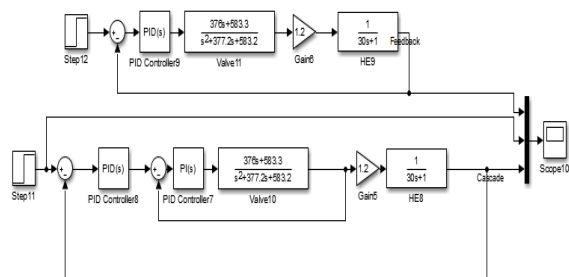 Step12
+
-
PID(s)
PID Controller9
376s+583.3
s²+377.2s+583.2
Valve11
1.2
Gain6
1
30s+1
HE9
Feedback
Step11
+
-
PID(s)
PID Controller8
+
-
PI(s)
PID Controller7
376s+583.3
s²+377.2s+583.2
Valve10
1.2
Gain5
1
30s+1
HE8
Cascade
Scope10